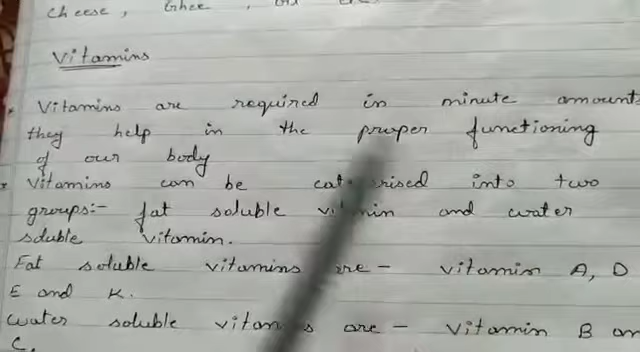 cheese, Ghee,
Vitamins
* Vitamins are required in minute amount
they help in the proper functioning
of our body
* Vitamins can be categorised into two
groups:- fat soluble vitamin and water
soluble vitamin.
Fat soluble vitamins are - vitamin A, D
E and K.
Water soluble vitamins are - vitamin B an
C.